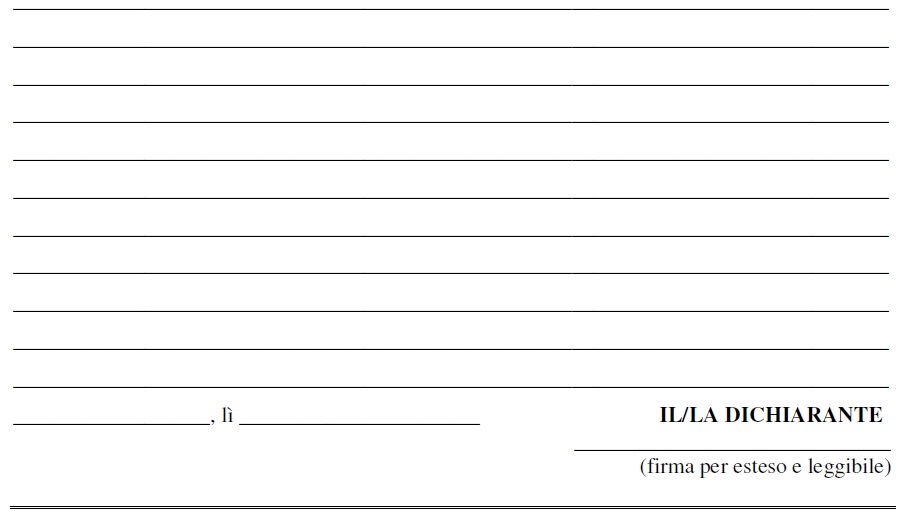 , lì IL/LA DICHIARANTE
(firma per esteso e leggibile)